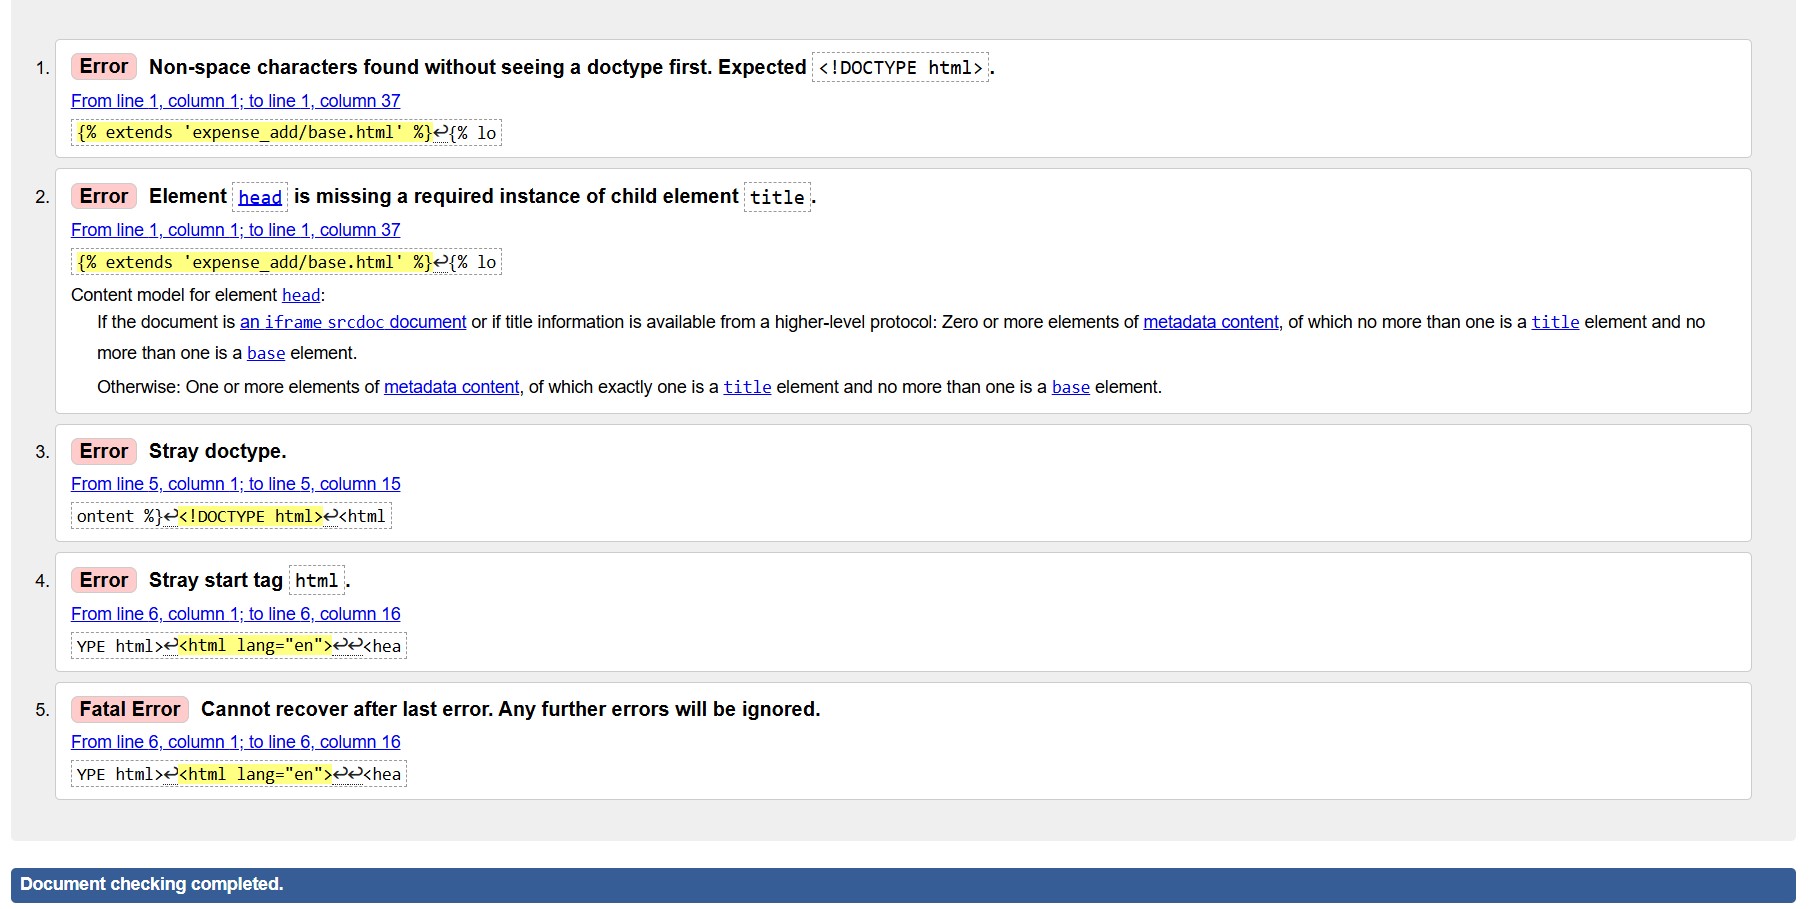 1. Error Non-space characters found without seeing a doctype first. Expected <!DOCTYPE html>.
From line 1, column 1; to line 1, column 37
{% extends 'expense_add/base.html' %}↩{% lo
2. Error Element head is missing a required instance of child element title.
From line 1, column 1; to line 1, column 37
{% extends 'expense_add/base.html' %}↩{% lo
Content model for element head:
If the document is an iframe srcdoc document or if title information is available from a higher-level protocol: Zero or more elements of metadata content, of which no more than one is a title element and no
more than one is a base element.
Otherwise: One or more elements of metadata content, of which exactly one is a title element and no more than one is a base element.
3. Error Stray doctype.
From line 5, column 1; to line 5, column 15
ontent %}↩<!DOCTYPE html>↩<html
4. Error Stray start tag html.
From line 6, column 1; to line 6, column 16
YPE html>↩<html lang="en">↩↩<hea
5. Fatal Error Cannot recover after last error. Any further errors will be ignored.
From line 6, column 1; to line 6, column 16
YPE html>↩<html lang="en">↩↩<hea
Document checking completed.